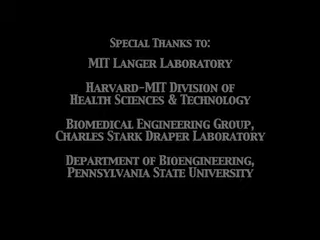 Special Thanks to:
MIT Langer Laboratory
Harvard-MIT Division of
Health Sciences & Technology
Biomedical Engineering Group,
Charles Stark Draper Laboratory
Department of Bioengineering,
Pennsylvania State University